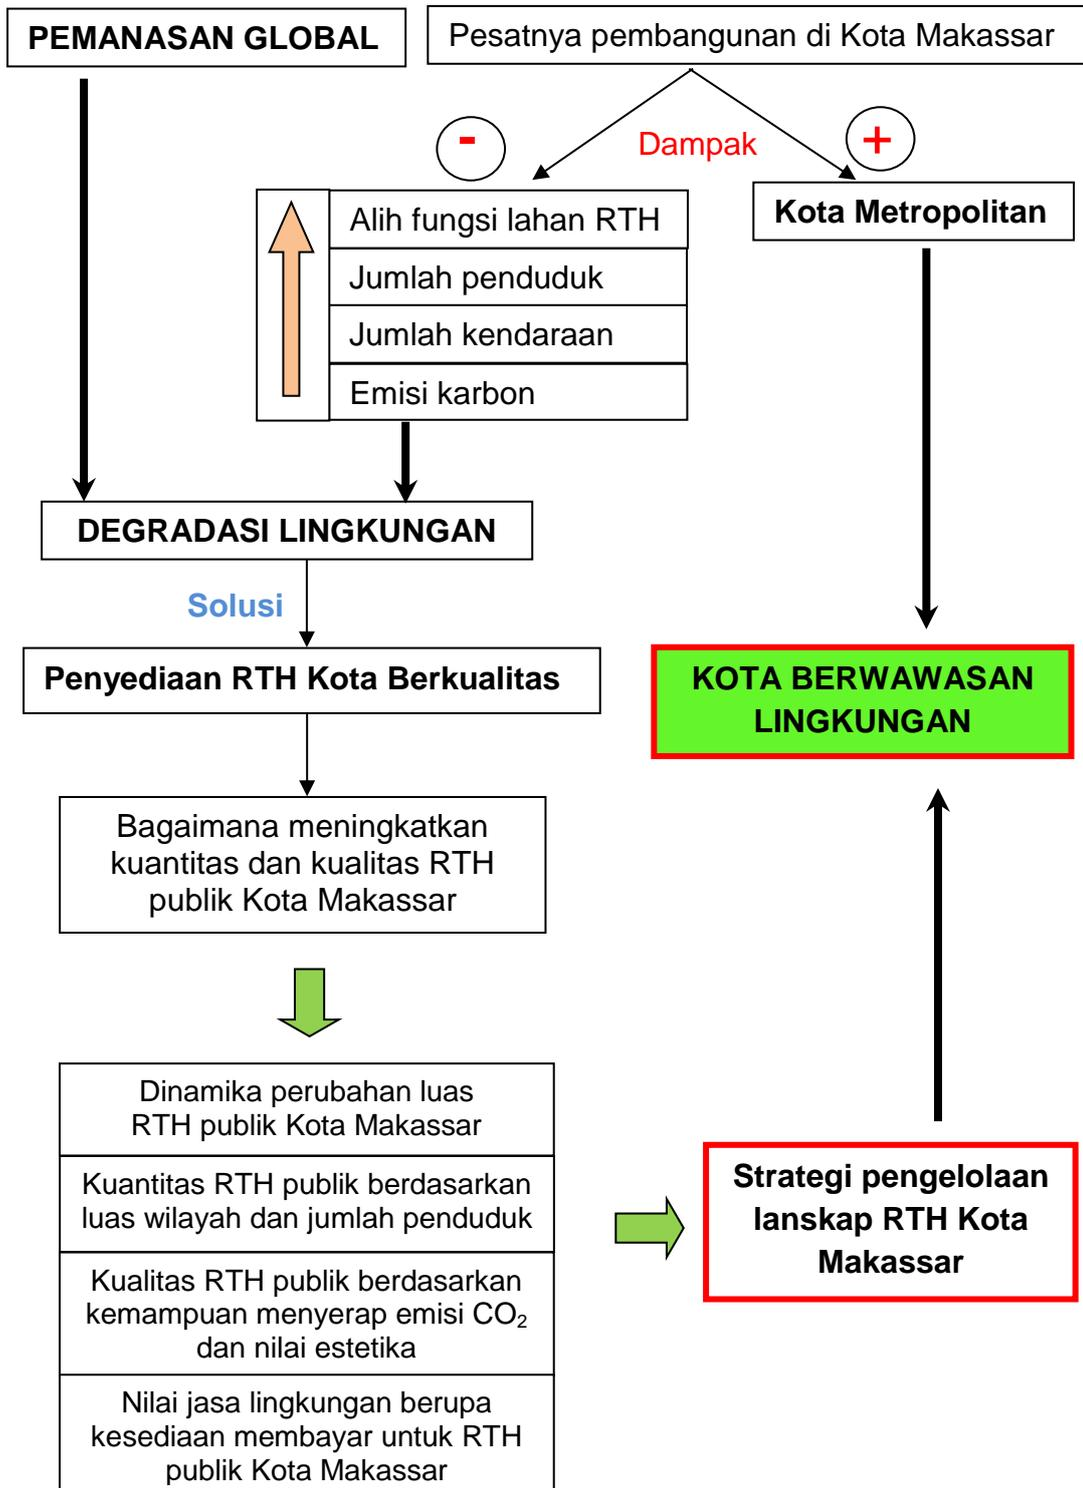 PEMANASAN GLOBAL
Pesatnya pembangunan di Kota Makassar
-
Dampak
+
Alih fungsi lahan RTH
Jumlah penduduk
Jumlah kendaraan
Emisi karbon
Kota Metropolitan
DEGRADASI LINGKUNGAN
Solusi
Penyediaan RTH Kota Berkualitas
KOTA BERWAWASAN
LINGKUNGAN
Bagaimana meningkatkan
kuantitas dan kualitas RTH
publik Kota Makassar
Dinamika perubahan luas
RTH publik Kota Makassar
Kuantitas RTH publik berdasarkan
luas wilayah dan jumlah penduduk
Kualitas RTH publik berdasarkan
kemampuan menyerap emisi CO₂
dan nilai estetika
Nilai jasa lingkungan berupa
kesediaan membayar untuk RTH
publik Kota Makassar
Strategi pengelolaan
lanskap RTH Kota
Makassar